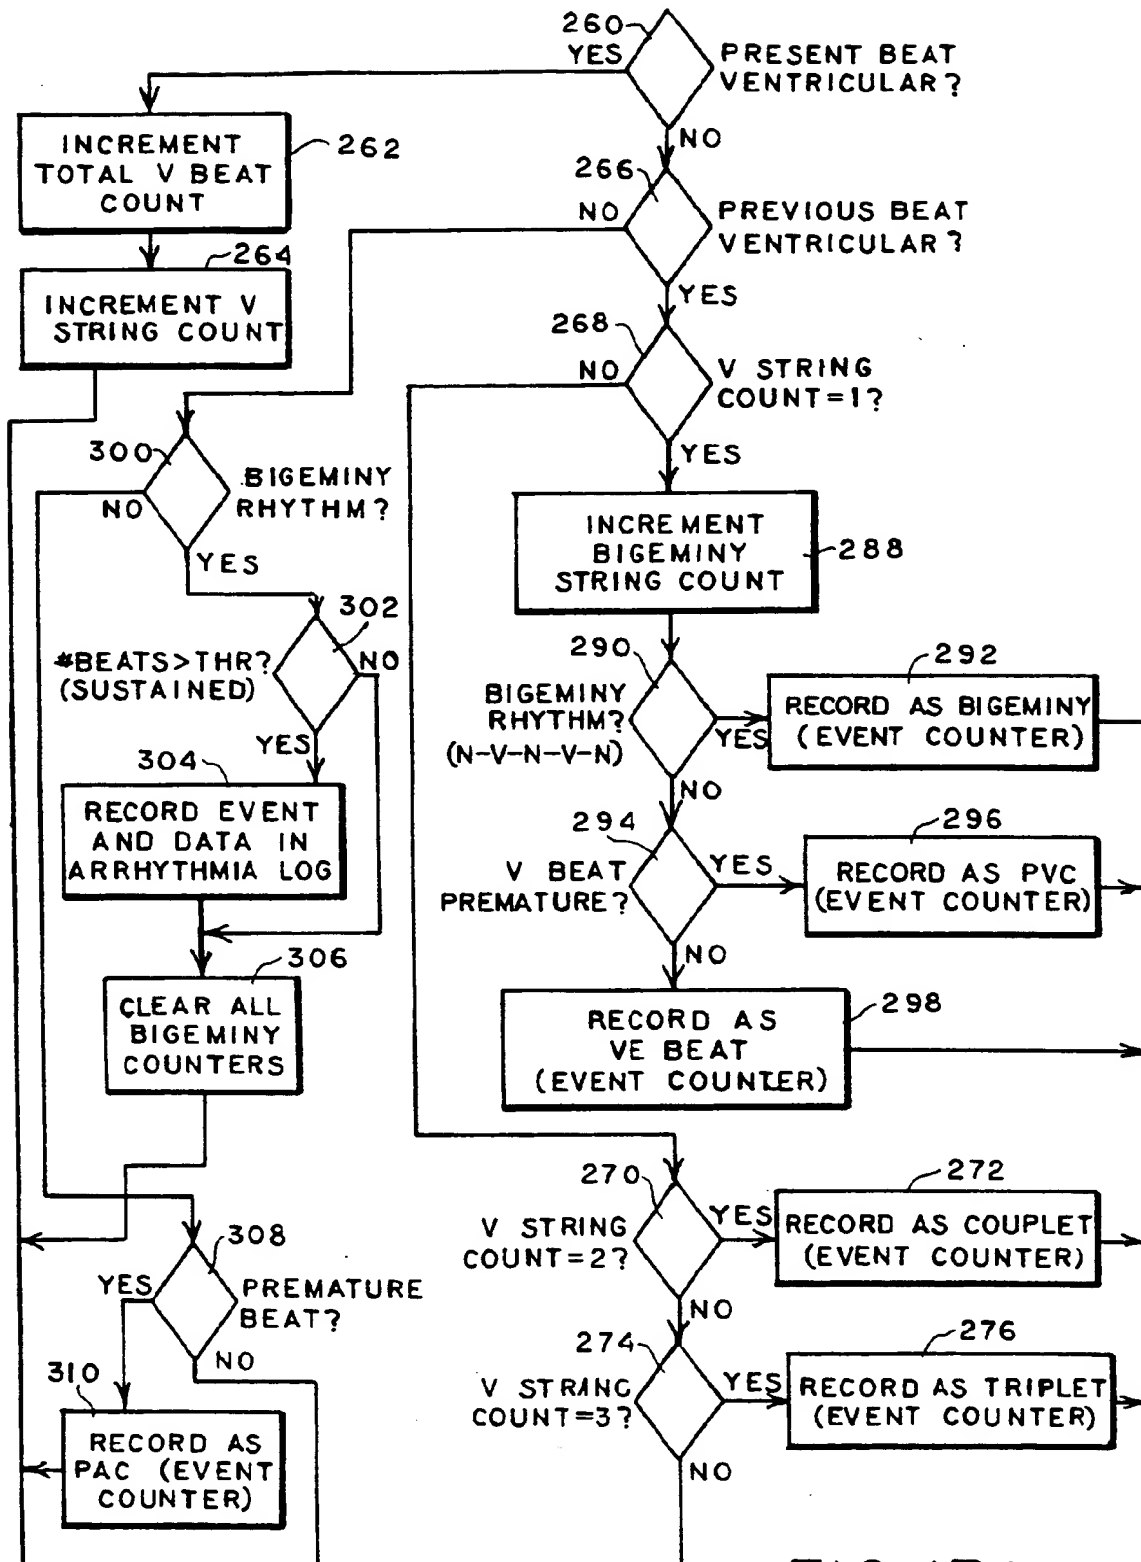 260
YES
PRESENT BEAT
VENTRICULAR?
NO
INCREMENT
TOTAL V BEAT
COUNT
262
266
NO
PREVIOUS BEAT
VENTRICULAR?
YES
264
INCREMENT V
STRING COUNT
268
NO
V STRING
COUNT=1?
YES
300
NO
BIGEMINY
RHYTHM?
YES
INCREMENT
BIGEMINY
STRING COUNT
288
302
#BEATS>THR?
(SUSTAINED)
NO
YES
290
BIGEMINY
RHYTHM?
(N-V-N-V-N)
YES
NO
292
RECORD AS BIGEMINY
(EVENT COUNTER)
304
RECORD EVENT
AND DATA IN
ARRHYTHMIA LOG
294
V BEAT
PREMATURE?
YES
NO
296
RECORD AS PVC
(EVENT COUNTER)
306
CLEAR ALL
BIGEMINY
COUNTERS
298
RECORD AS
VE BEAT
(EVENT COUNTER)
270
V STRING
COUNT=2?
YES
NO
272
RECORD AS COUPLET
(EVENT COUNTER)
308
YES
PREMATURE
BEAT?
NO
274
V STRING
COUNT=3?
YES
NO
276
RECORD AS TRIPLET
(EVENT COUNTER)
310
RECORD AS
PAC (EVENT
COUNTER)